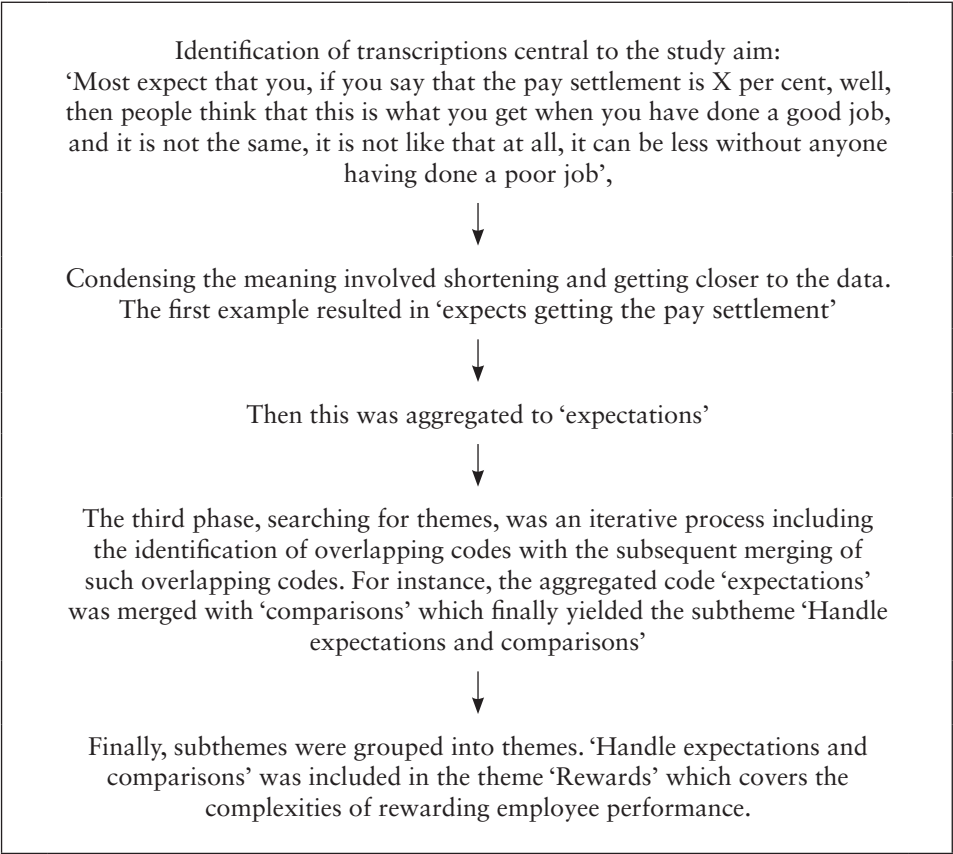 Identification of transcriptions central to the study aim:
‘Most expect that you, if you say that the pay settlement is X per cent, well,
then people think that this is what you get when you have done a good job,
and it is not the same, it is not like that at all, it can be less without anyone
having done a poor job’,
Condensing the meaning involved shortening and getting closer to the data.
The first example resulted in ‘expects getting the pay settlement’
Then this was aggregated to ‘expectations’
The third phase, searching for themes, was an iterative process including
the identification of overlapping codes with the subsequent merging of
such overlapping codes. For instance, the aggregated code ‘expectations’
was merged with ‘comparisons’ which finally yielded the subtheme ‘Handle
expectations and comparisons’
Finally, subthemes were grouped into themes. ‘Handle expectations and
comparisons’ was included in the theme ‘Rewards’ which covers the
complexities of rewarding employee performance.